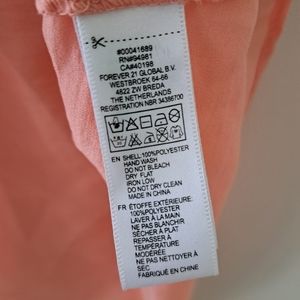 #00041689
RN#94981
CA#40198
FOREVER 21 GLOBAL B.V.
WESTBROEK 64-66
4822 ZW BREDA
THE NETHERLANDS
REGISTRATION NBR 34386700
EN SHELL:100%POLYESTER
HAND WASH
DO NOT BLEACH
DRY FLAT
IRON LOW
DO NOT DRY CLEAN
MADE IN CHINA
FR ÉTOFFE EXTÉRIEURE:
100%POLYESTER
LAVER À LA MAIN
NE PAS BLANCHIR
SÉCHER À PLAT
REPASSER À
TEMPÉRATURE
MODÉRÉE
NE PAS NETTOYER À
SEC
FABRIQUÉ EN CHINE